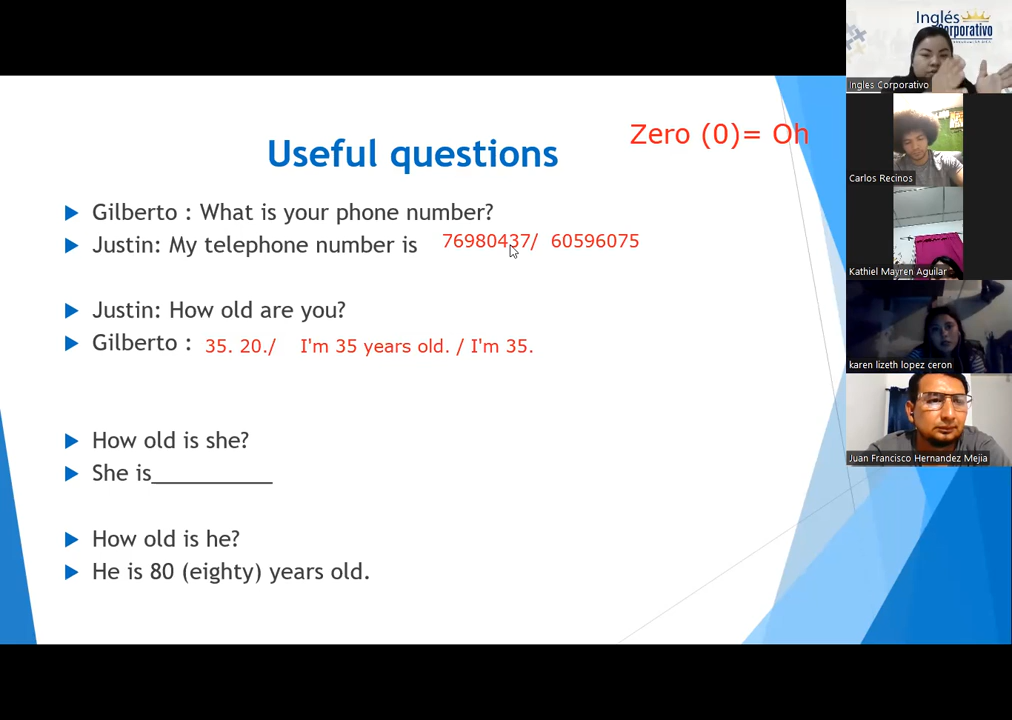 Useful questions
Zero (0)= Oh
Gilberto : What is your phone number?
Justin: My telephone number is 76980437/ 60596075
Justin: How old are you?
Gilberto : 35. 20./ I'm 35 years old. / I'm 35.
How old is she?
She is__________
How old is he?
He is 80 (eighty) years old.
Inglés
Corporativo
Ingles Corporativo
Carlos Recinos
Kathiel Mayren Aguilar
karen lizeth lopez ceron
Juan Francisco Hernandez Mejia